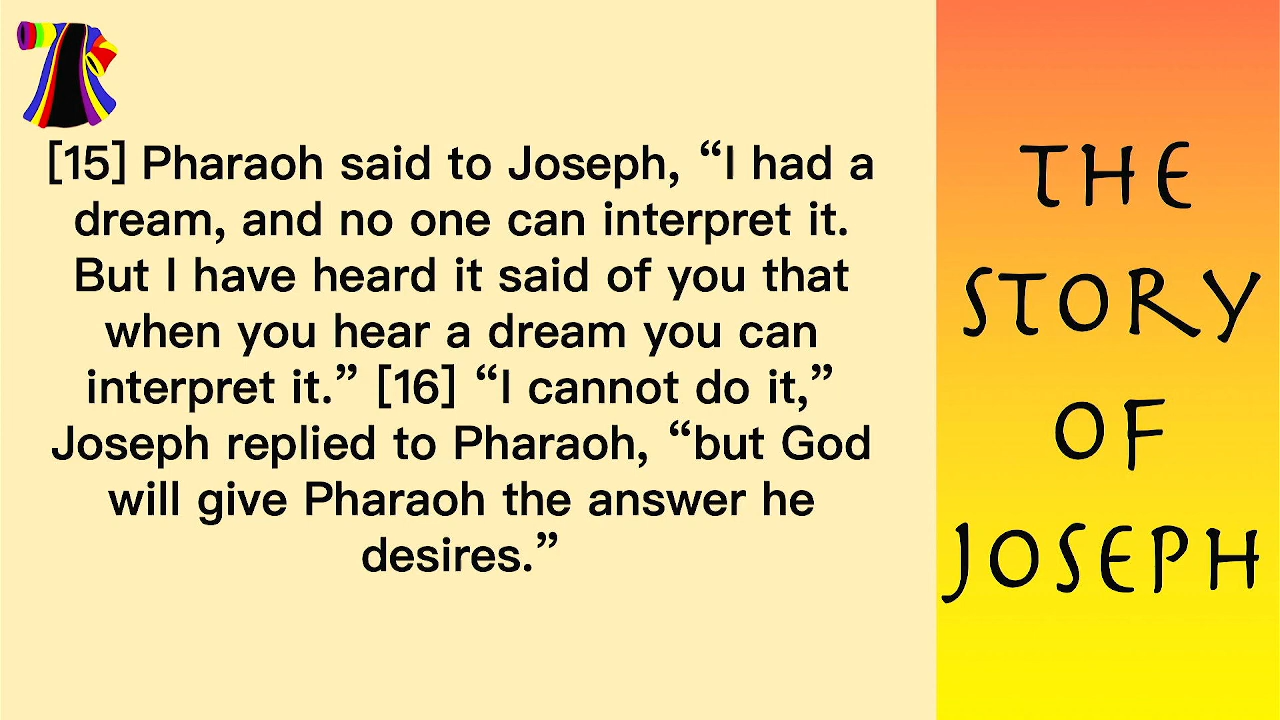 [15] Pharaoh said to Joseph, “I had a
dream, and no one can interpret it.
But I have heard it said of you that
when you hear a dream you can
interpret it.” [16] “I cannot do it,”
Joseph replied to Pharaoh, “but God
will give Pharaoh the answer he
desires.”
THE
STORY
OF
JOSEPH